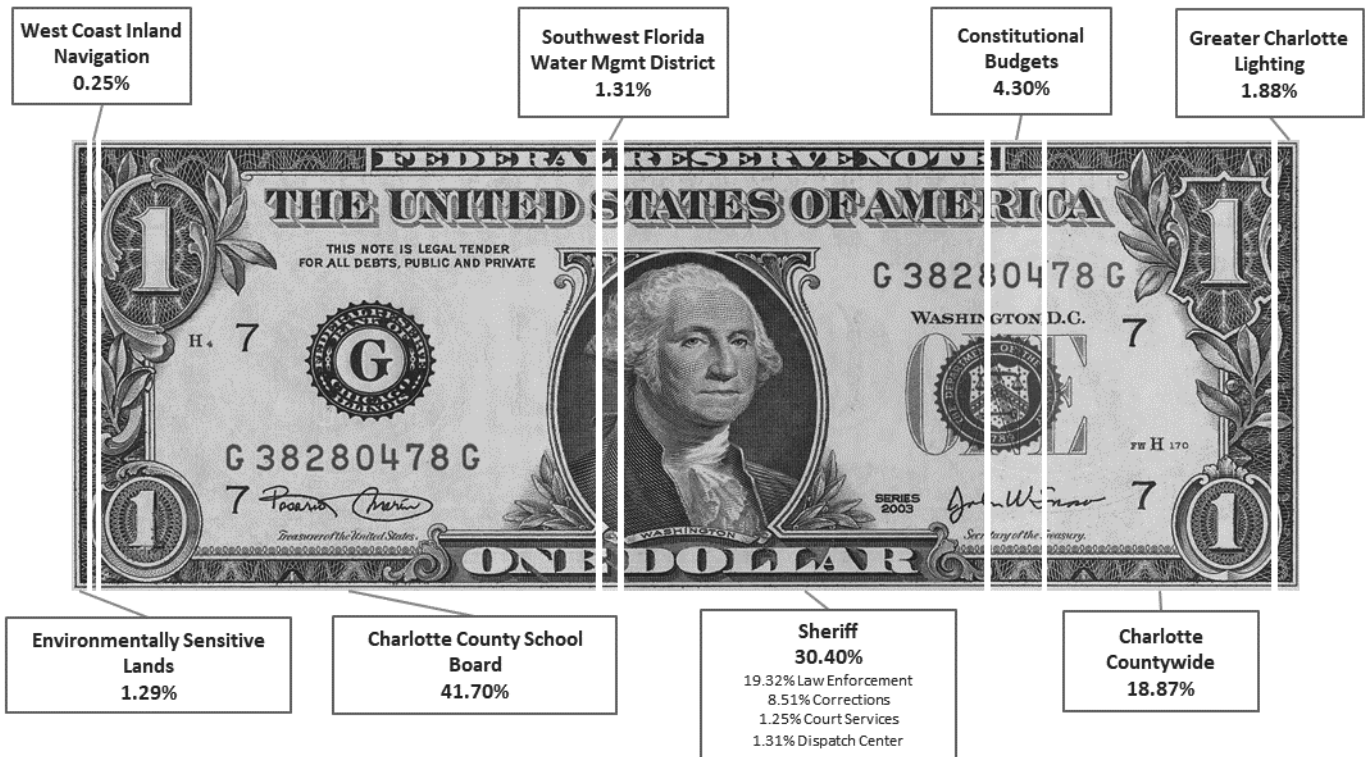 West Coast Inland
Navigation
0.25%
Southwest Florida
Water Mgmt District
1.31%
Constitutional
Budgets
4.30%
Greater Charlotte
Lighting
1.88%
FEDERAL RESERVE NOTE
THE UNITED STATES OF AMERICA
THIS NOTE IS LEGAL TENDER
FOR ALL DEBTS, PUBLIC AND PRIVATE
1
1
G 38280478 G
WASHINGTON, D.C.
H 4
7
7
G
ONE
FW H 170
G 38280478 G
7
SERIES
2003
7
Treasurer of the United States.
Secretary of the Treasury.
WASHINGTON
1
ONE DOLLAR
1
Environmentally Sensitive
Lands
1.29%
Charlotte County School
Board
41.70%
Sheriff
30.40%
19.32% Law Enforcement
8.51% Corrections
1.25% Court Services
1.31% Dispatch Center
Charlotte
Countywide
18.87%